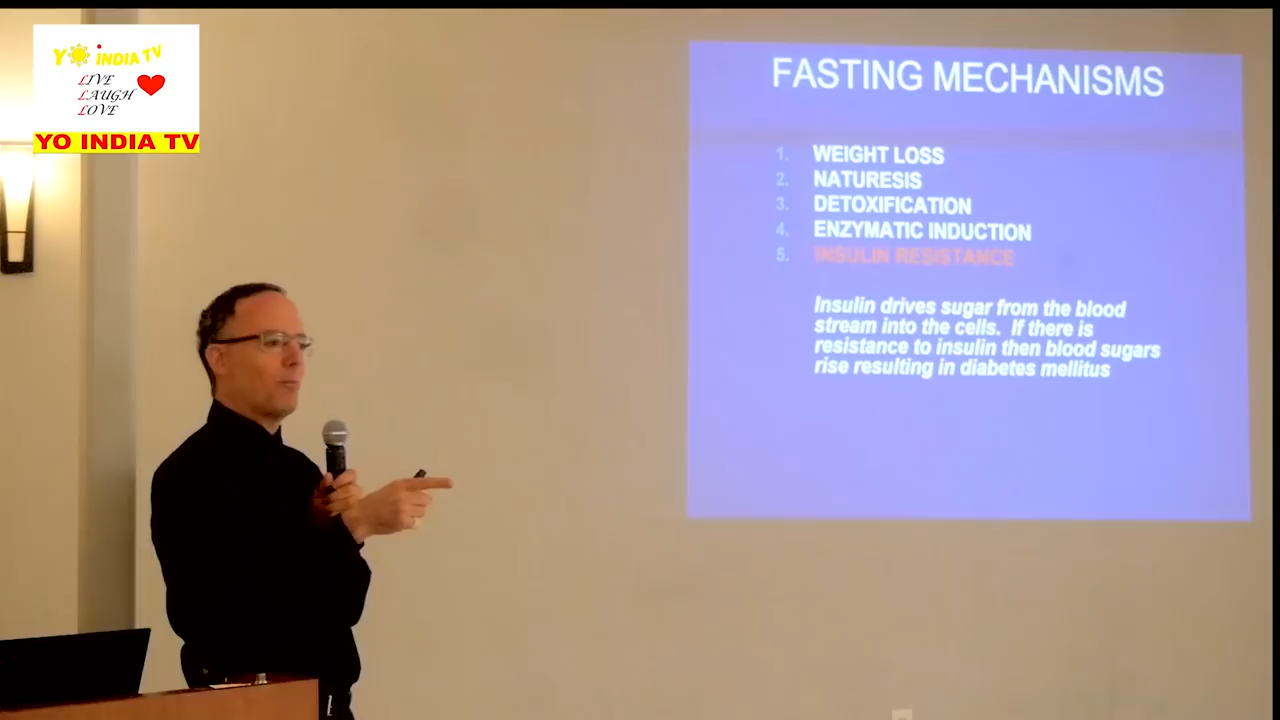 YO INDIA TV
LIVE
LAUGH
LOVE
YO INDIA TV
FASTING MECHANISMS
1. WEIGHT LOSS
2. NATURESIS
3. DETOXIFICATION
4. ENZYMATIC INDUCTION
5. INSULIN RESISTANCE
Insulin drives sugar from the blood
stream into the cells. If there is
resistance to insulin then blood sugars
rise resulting in diabetes mellitus